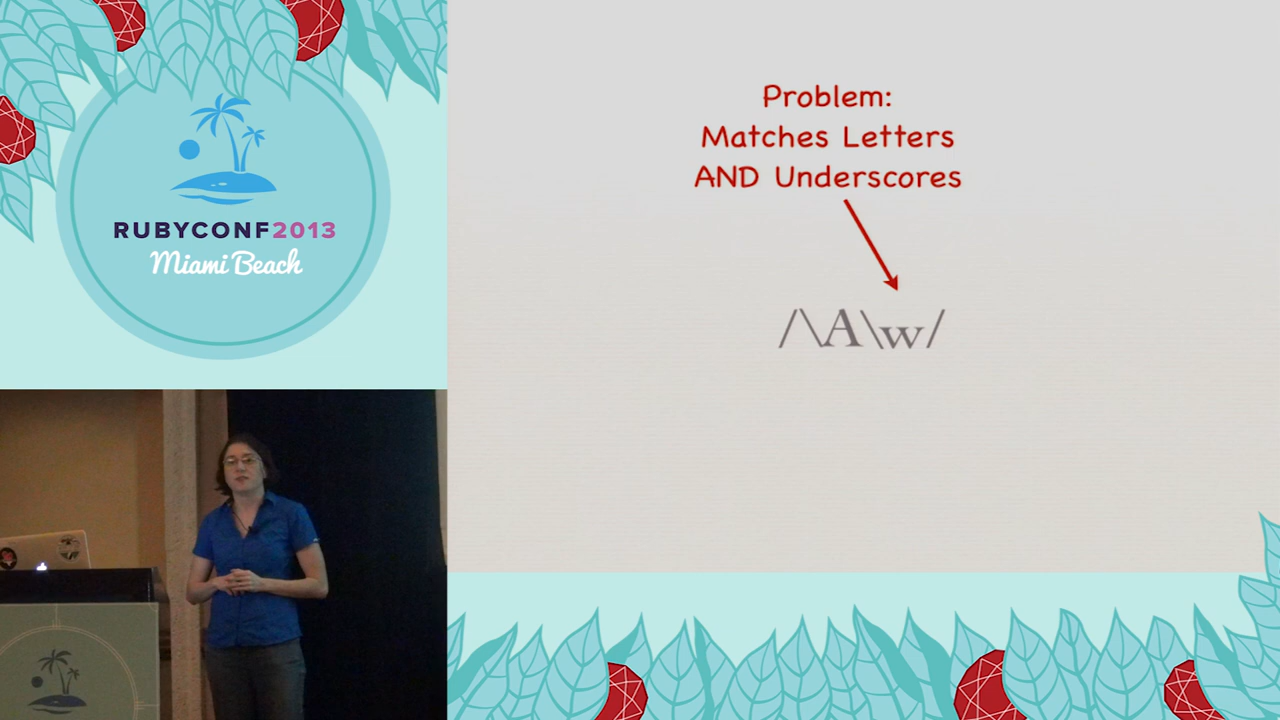 RUBYCONF2013
Miami Beach
Problem:
Matches Letters
AND Underscores
/\A\w/